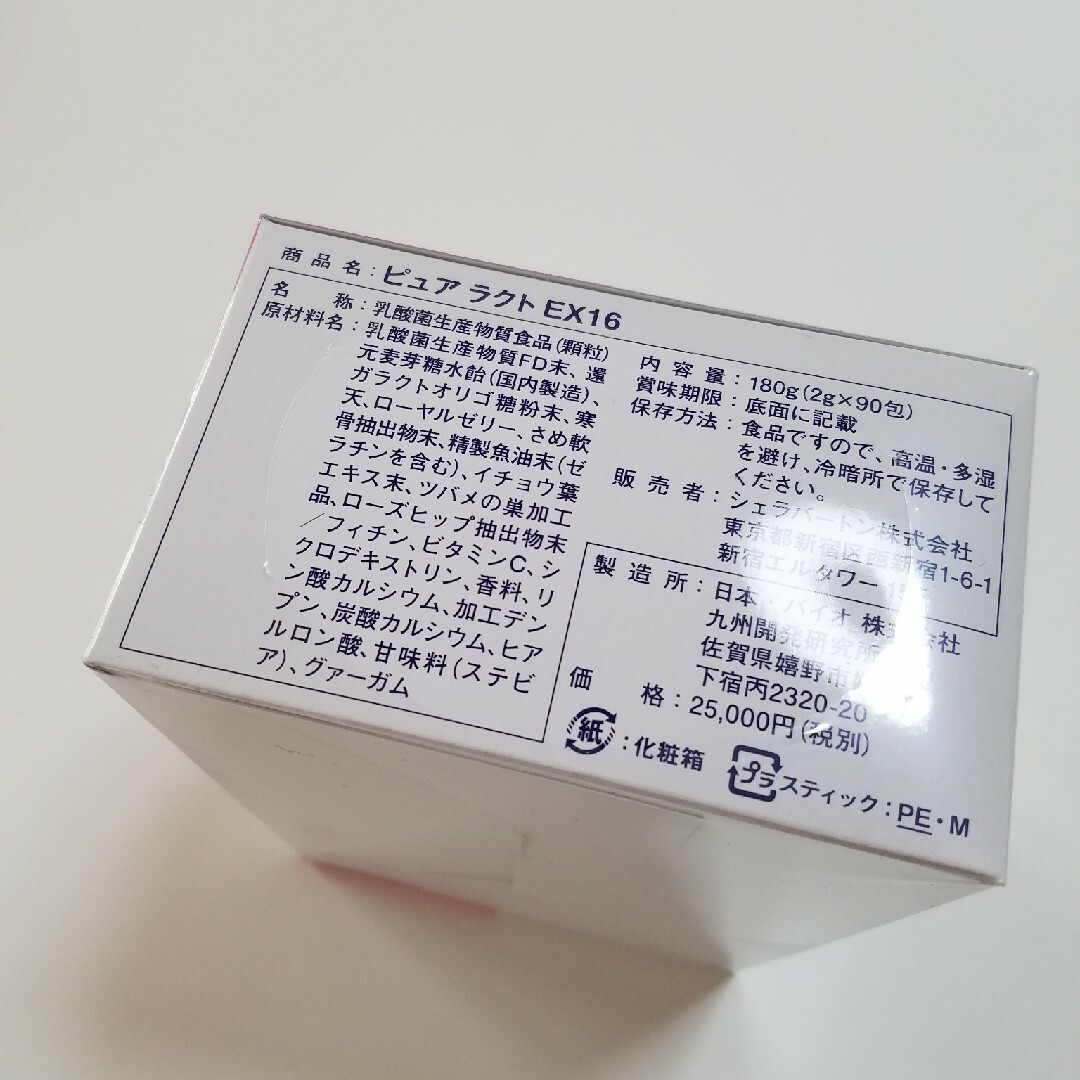 商品名：ピュア ラクト EX16
名称：乳酸菌生産物質食品（顆粒）
原材料名：乳酸菌生産物質FD末、還
元麦芽糖水飴（国内製造）、
ガラクトオリゴ糖粉末、寒
天、ローヤルゼリー、さめ軟
骨抽出物末、精製魚油末（ゼ
ラチンを含む）、イチョウ葉
エキス末、ツバメの巣加工
品、ローズヒップ抽出物末
／フィチン、ビタミンC、シ
クロデキストリン、香料、リ
ン酸カルシウム、加工デン
プン、炭酸カルシウム、ヒア
ルロン酸、甘味料（ステビ
ア）、グァーガム
内容量：180g（2g×90包）
賞味期限：底面に記載
保存方法：食品ですので、高温・多湿
を避け、冷暗所で保存して
ください。
販売者：シェラバートン株式会社
東京都新宿区西新宿1-6-1
新宿エルタワー
製造所：日本・バイオ 株式会社
九州開発研究所
佐賀県嬉野市
下宿丙2320-20
価格：25,000円（税別）
紙：化粧箱
プラスティック：PE・M